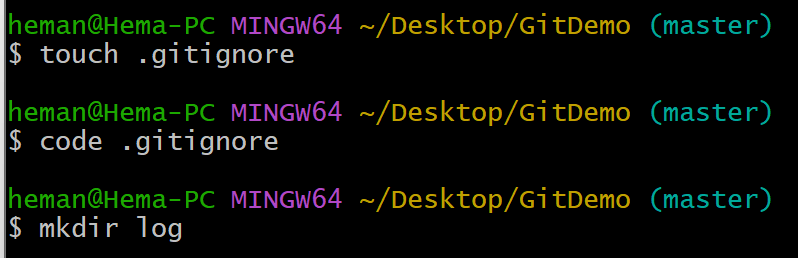 heman@Hema-PC MINGW64 ~/Desktop/GitDemo (master)
$ touch .gitignore
heman@Hema-PC MINGW64 ~/Desktop/GitDemo (master)
$ code .gitignore
heman@Hema-PC MINGW64 ~/Desktop/GitDemo (master)
$ mkdir log